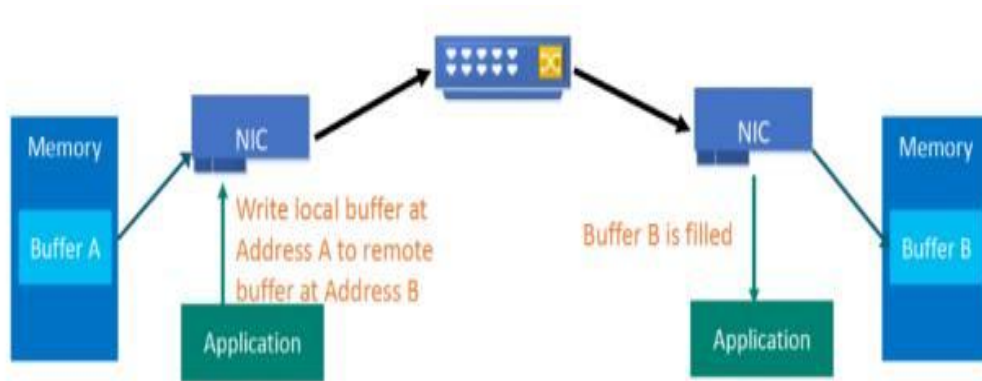 Memory
Buffer A
NIC
Write local buffer at
Address A to remote
buffer at Address B
Application
NIC
Buffer B is filled
Application
Memory
Buffer B